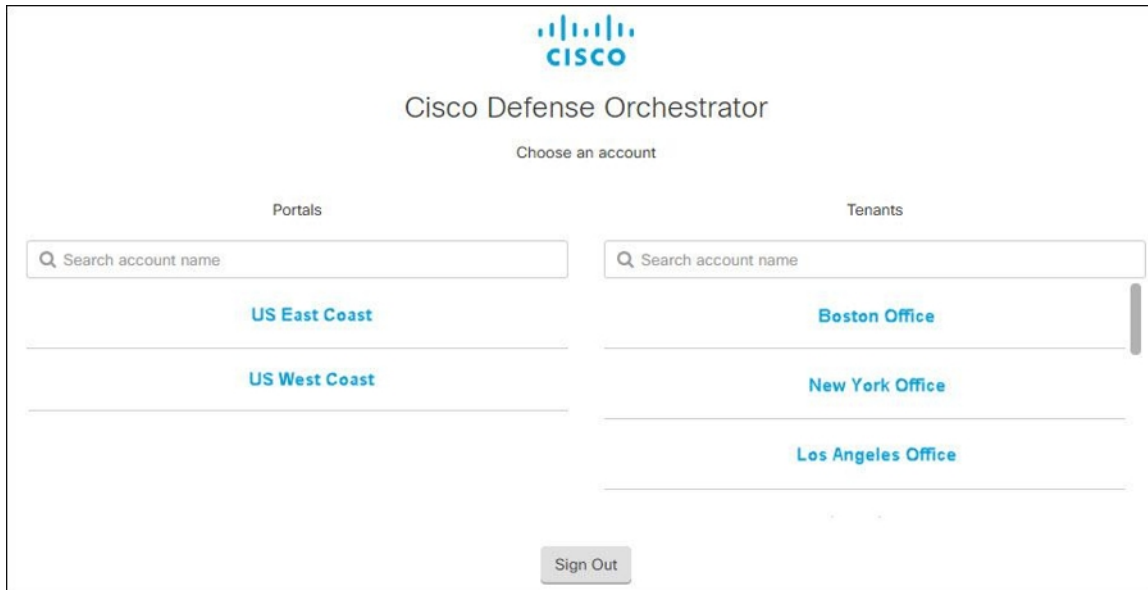 CISCO
Cisco Defense Orchestrator
Choose an account
Portals
Search account name
US East Coast
US West Coast
Tenants
Search account name
Boston Office
New York Office
Los Angeles Office
Sign Out